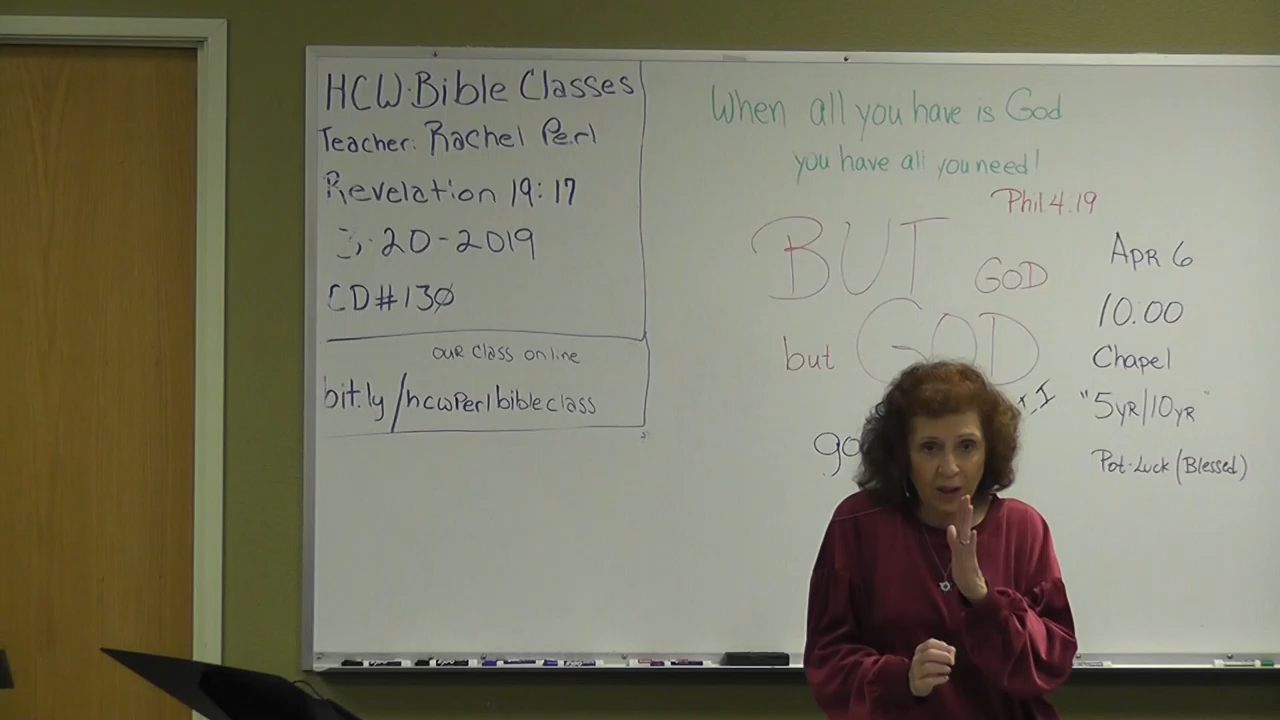 HCW Bible Classes
Teacher: Rachel Perl
Revelation 19:17
3-20-2019
CD#130
our class online
bit.ly/hcwPerlbibleclass
When all you have is God
you have all you need!
Phil 4.19
BUT GOD
but GOD
go
I
Apr 6
10.00
Chapel
"5yr/10yr"
Pot-Luck (Blessed)